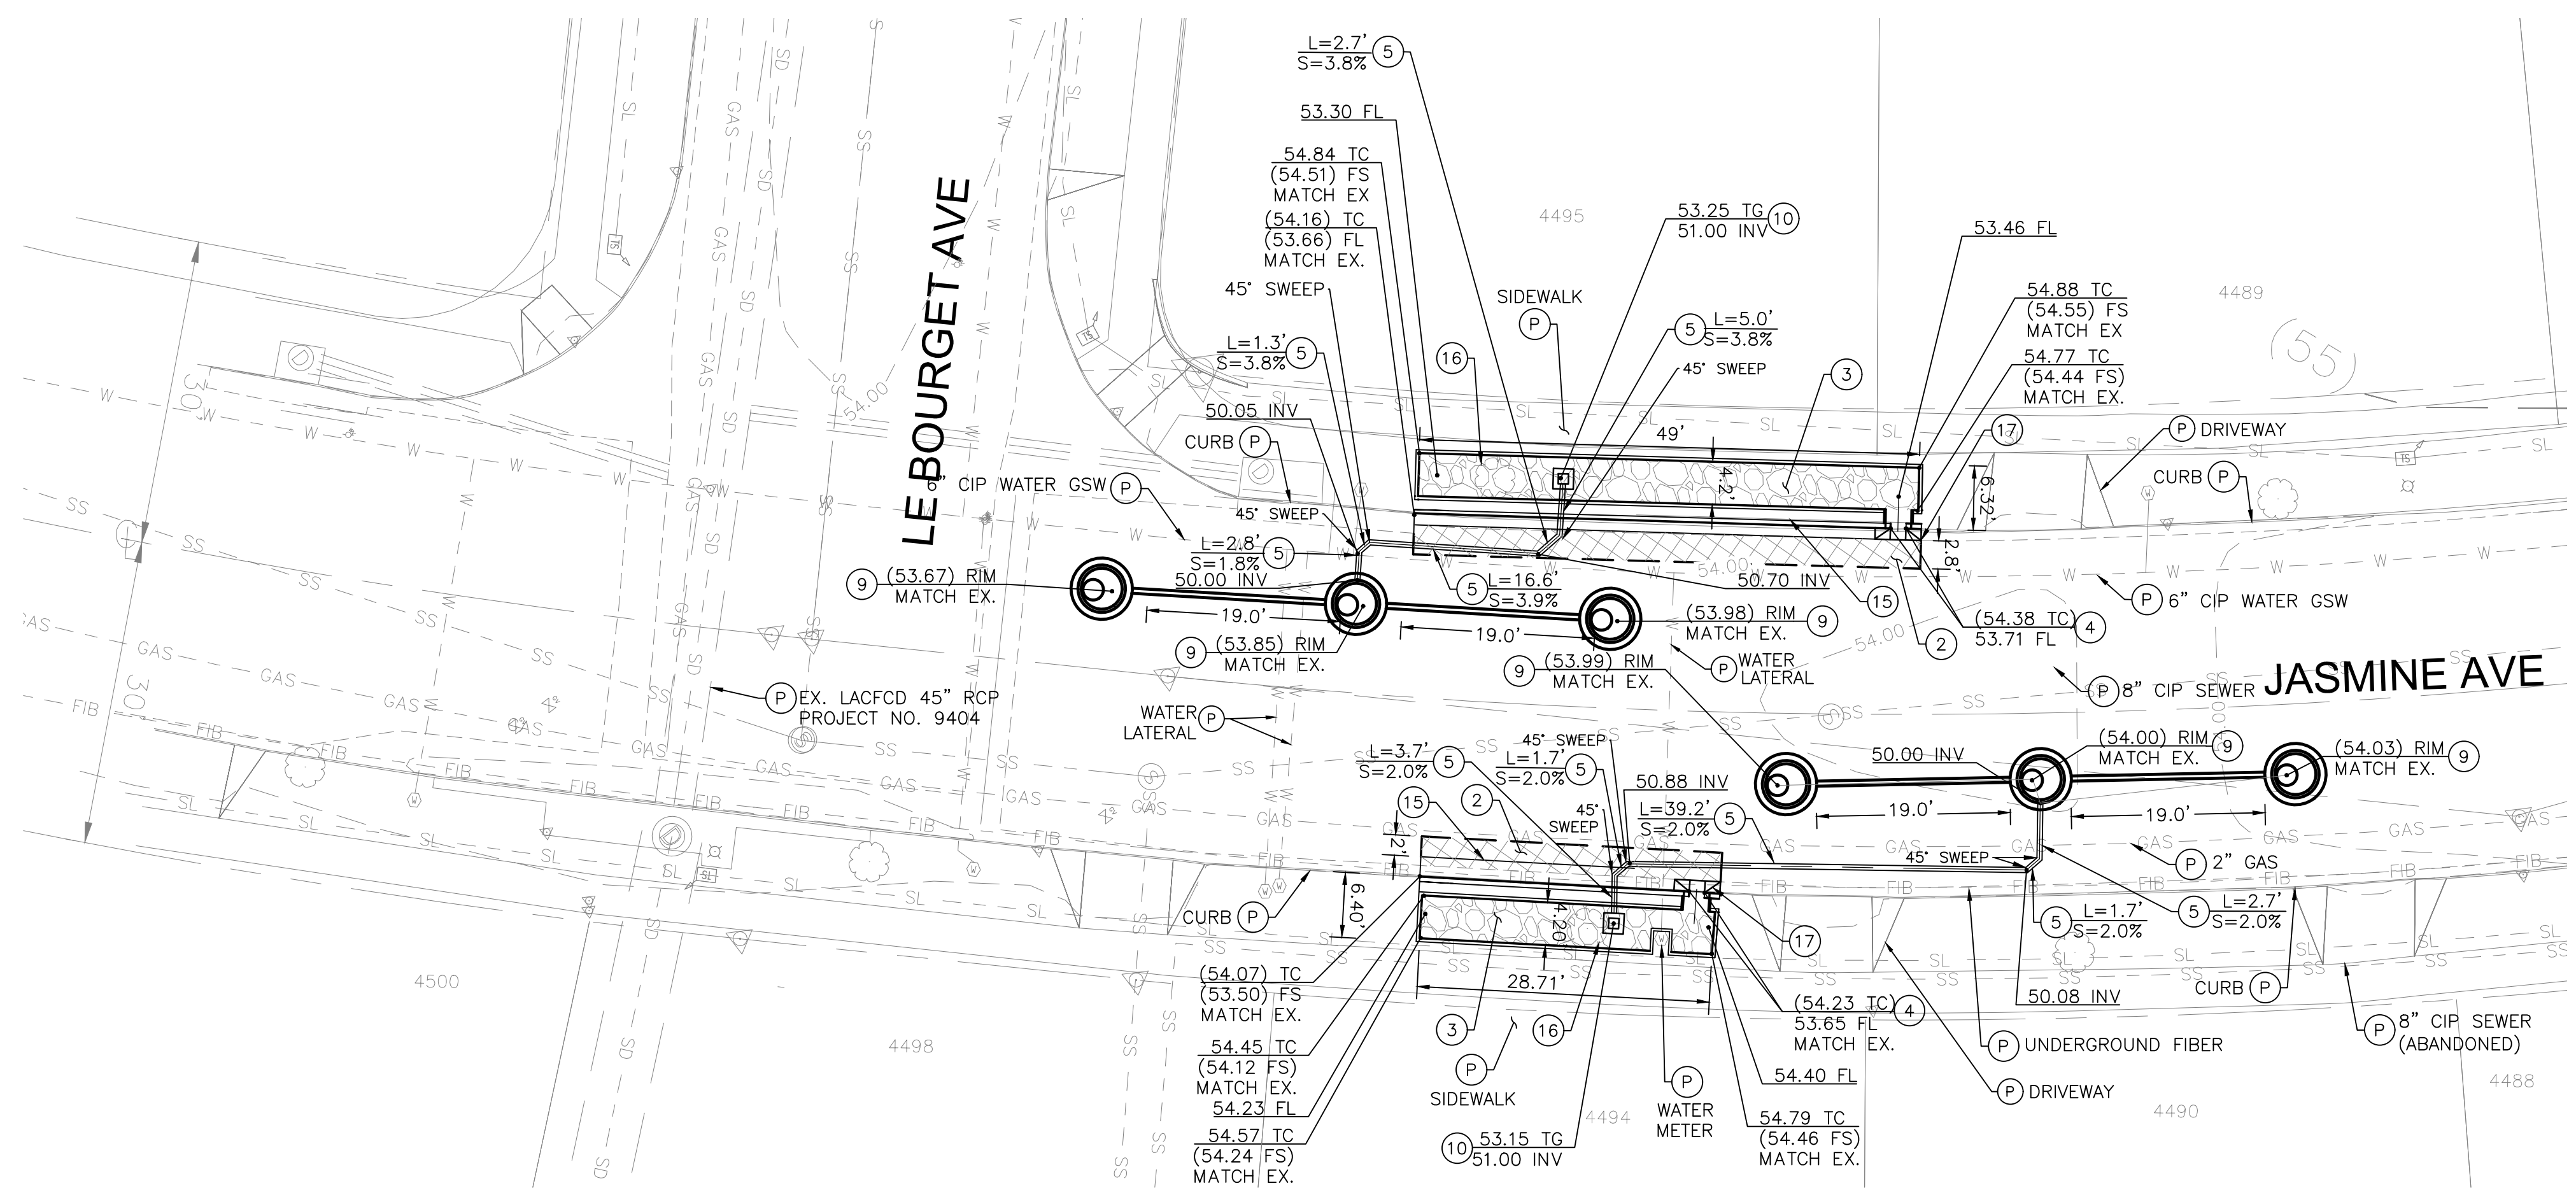 L=2.7' 5
S=3.8%
53.30 FL
54.84 TC
(54.51) FS
MATCH EX
(54.16) TC
(53.66) FL
MATCH EX.
45° SWEEP
L=1.3' 5
S=3.8%
50.05 INV
CURB P
6" CIP WATER GSW P
45° SWEEP
L=2.8' 5
S=1.8%
50.00 INV
9 (53.67) RIM
MATCH EX.
9 (53.85) RIM
MATCH EX.
19.0'
19.0'
5 L=16.6'
S=3.9%
(53.98) RIM 9
MATCH EX.
9 (53.99) RIM
MATCH EX.
4495
53.25 TG 10
51.00 INV
SIDEWALK
P
16
5 L=5.0'
S=3.8%
45° SWEEP
3
49'
4.2'
53.46 FL
54.88 TC
(54.55) FS
MATCH EX
54.77 TC
(54.44 FS)
MATCH EX.
17
4489
(55)
P DRIVEWAY
CURB P
6.32'
2.8'
54.00
50.70 INV
15
2
(54.38 TC) 4
53.71 FL
54.00
P 6" CIP WATER GSW
P WATER
LATERAL
P 8" CIP SEWER
JASMINE AVE
LE BOURGET AVE
54.00
30'
30'
P EX. LACFCD 45" RCP
PROJECT NO. 9404
WATER P
LATERAL
L=3.7' 5
S=2.0%
45° SWEEP
L=1.7' 5
S=2.0%
50.88 INV
15
2
45°
SWEEP
L=39.2' 5
S=2.0%
50.00 INV
(54.00) RIM 9
MATCH EX.
(54.03) RIM 9
MATCH EX.
19.0'
19.0'
45° SWEEP
P 2" GAS
5 L=1.7'
S=2.0%
5 L=2.7'
S=2.0%
50.08 INV
CURB P
P 8" CIP SEWER
(ABANDONED)
2'
6.40'
4.20'
CURB P
28.71'
17
(54.07) TC
(53.50) FS
MATCH EX.
54.45 TC
(54.12 FS)
MATCH EX.
54.23 FL
54.57 TC
(54.24 FS)
MATCH EX.
3
16
P
SIDEWALK
10 53.15 TG
51.00 INV
P
WATER
METER
(54.23 TC) 4
53.65 FL
MATCH EX.
54.40 FL
54.79 TC
(54.46 FS)
MATCH EX.
P UNDERGROUND FIBER
P DRIVEWAY
4500
4498
4494
4490
4488
SL
GAS
SD
SS
W
FIB
TS